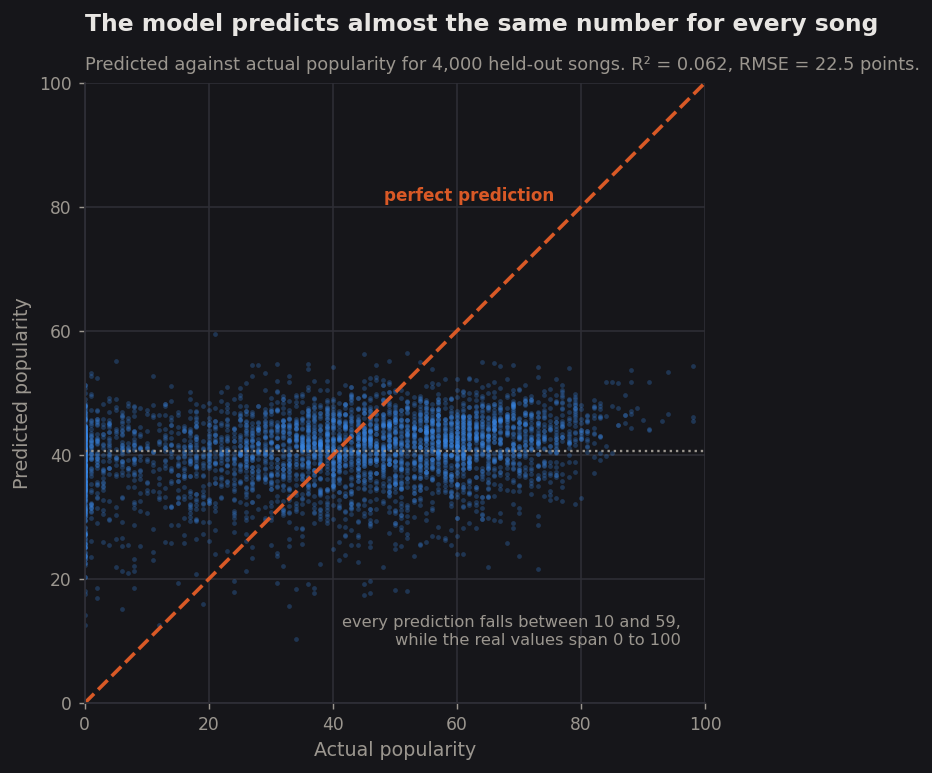 The model predicts almost the same number for every song
Predicted against actual popularity for 4,000 held-out songs. R² = 0.062, RMSE = 22.5 points.
100
80
60
40
20
0
Predicted popularity
perfect prediction
every prediction falls between 10 and 59,
while the real values span 0 to 100
0 20 40 60 80 100
Actual popularity